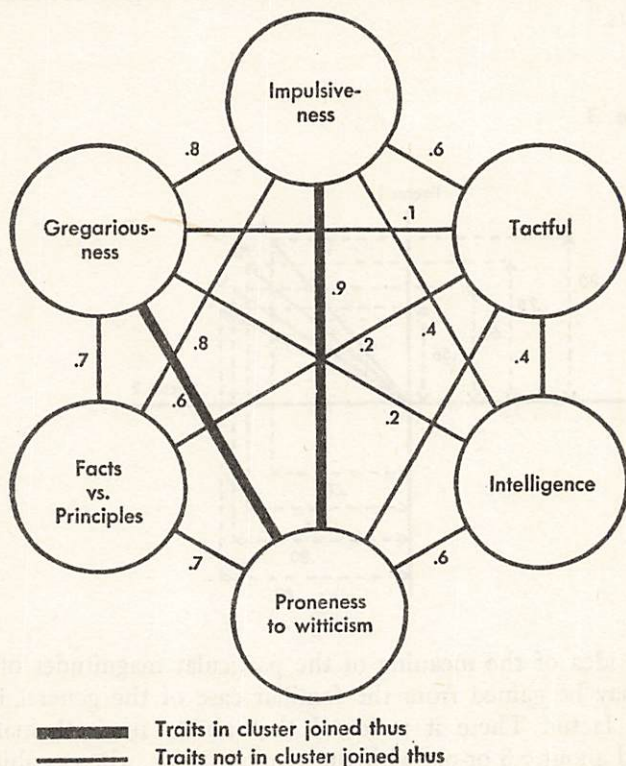 Impulsive-
ness
.8
.6
Gregarious-
ness
.1
Tactful
.9
.7
.8
.2
.4
.4
.6
.2
Facts
vs.
Principles
Intelligence
.7
.6
Proneness
to witticism
Traits in cluster joined thus
Traits not in cluster joined thus